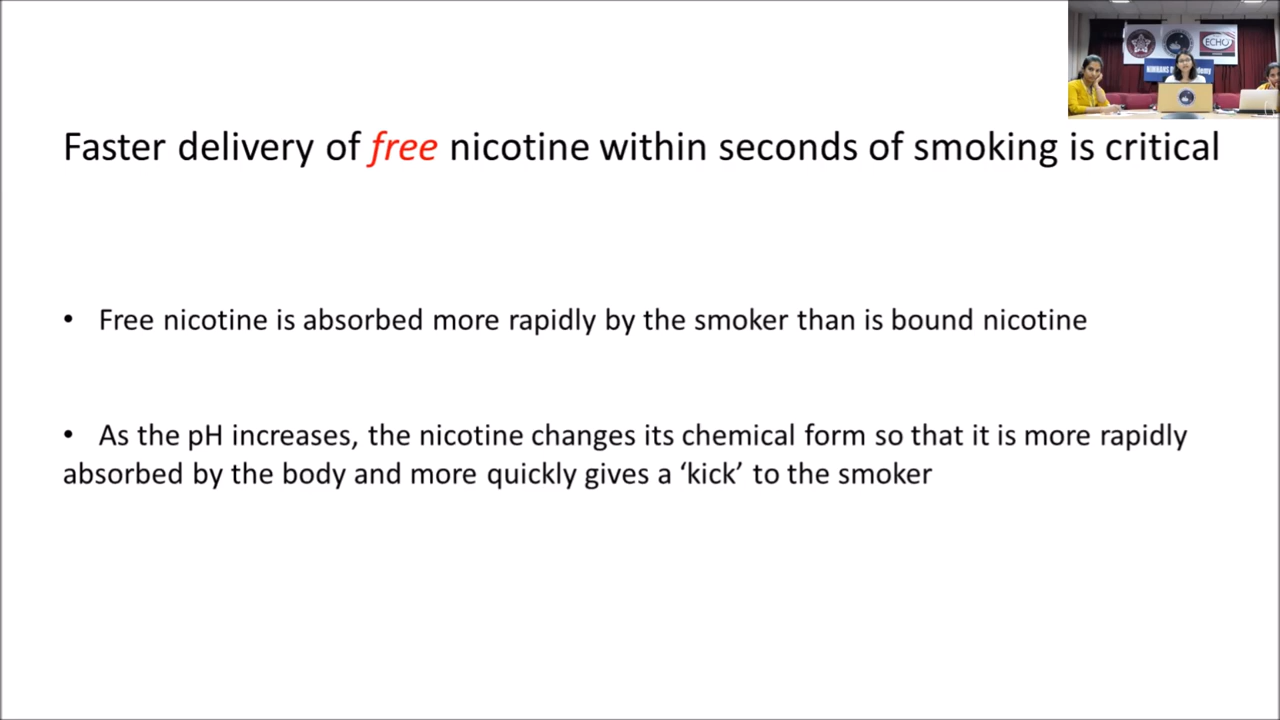 ECHO
Faster delivery of free nicotine within seconds of smoking is critical
• Free nicotine is absorbed more rapidly by the smoker than is bound nicotine
• As the pH increases, the nicotine changes its chemical form so that it is more rapidly
absorbed by the body and more quickly gives a ‘kick’ to the smoker